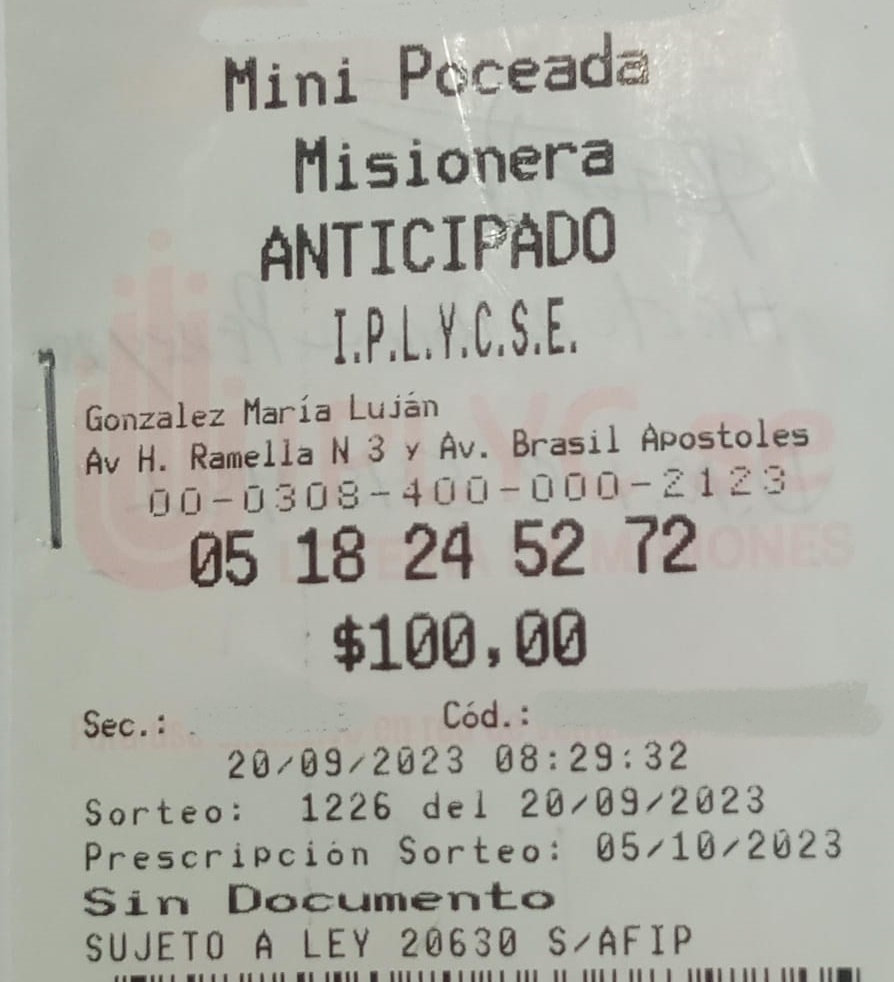 Mini Poceada
Misionera
ANTICIPADO
I.P.L.Y.C.S.E.
Gonzalez María Luján
Av H. Ramella N 3 y Av. Brasil Apostoles
00-0308-400-000-2123
05 18 24 52 72
$100,00
Sec.: Cód.:
20/09/2023 08:29:32
Sorteo: 1226 del 20/09/2023
Prescripción Sorteo: 05/10/2023
Sin Documento
SUJETO A LEY 20630 S/AFIP